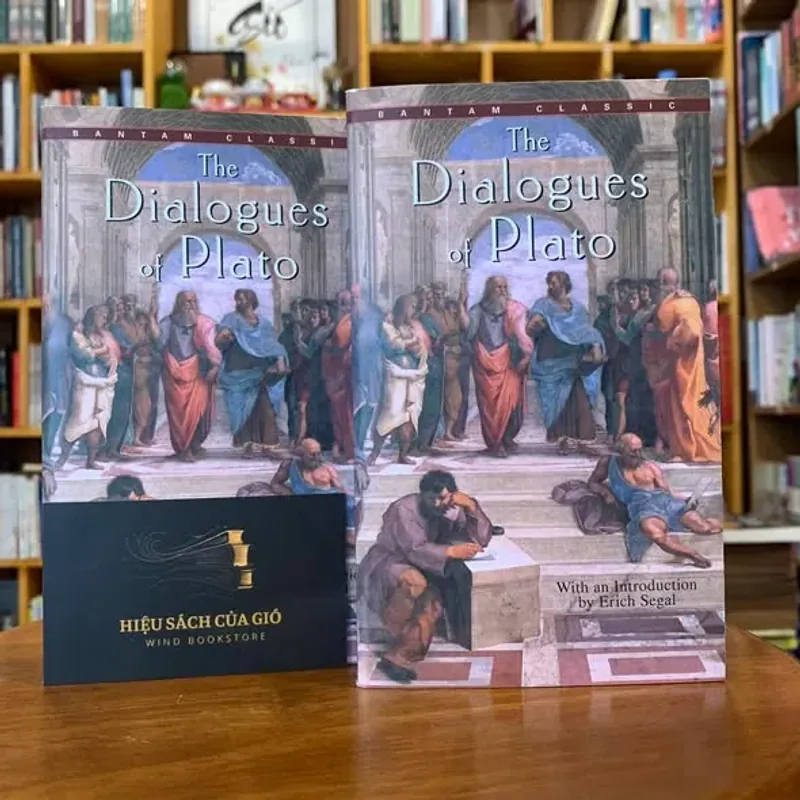 BANTAM CLASSIC
The
Dialogues
of Plato
HIỆU SÁCH CỦA GIÓ
WIND BOOKSTORE
BANTAM CLASSIC
The
Dialogues
of Plato
With an Introduction
by Erich Segal